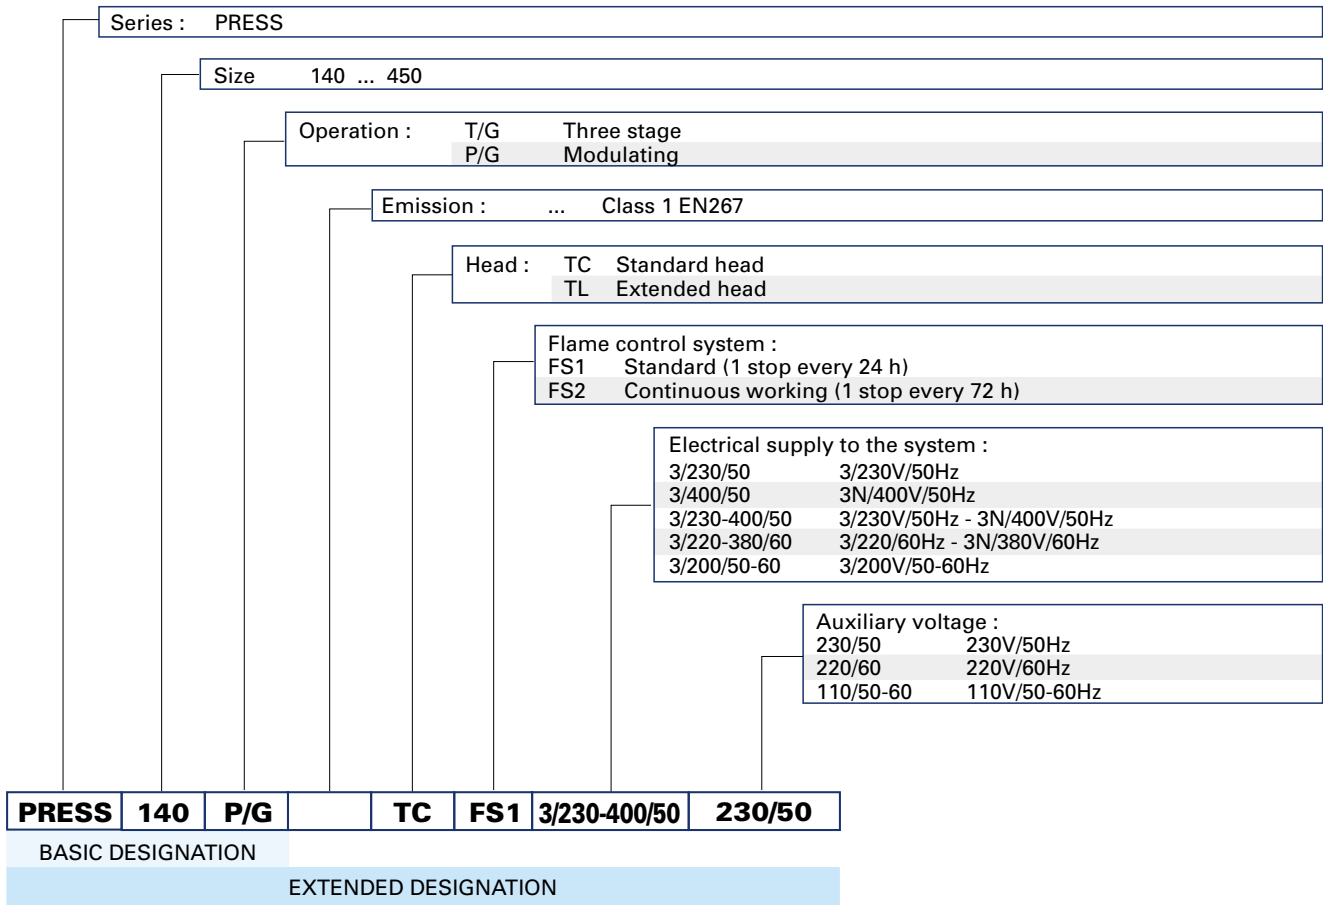 Series : PRESS
Size 140 ... 450
Operation : T/G Three stage
P/G Modulating
Emission : ... Class 1 EN267
Head : TC Standard head
TL Extended head
Flame control system :
FS1 Standard (1 stop every 24 h)
FS2 Continuous working (1 stop every 72 h)
Electrical supply to the system :
3/230/50 3/230V/50Hz
3/400/50 3N/400V/50Hz
3/230-400/50 3/230V/50Hz - 3N/400V/50Hz
3/220-380/60 3/220/60Hz - 3N/380V/60Hz
3/200/50-60 3/200V/50-60Hz
Auxiliary voltage :
230/50 230V/50Hz
220/60 220V/60Hz
110/50-60 110V/50-60Hz
PRESS 140 P/G TC FS1 3/230-400/50 230/50
BASIC DESIGNATION
EXTENDED DESIGNATION